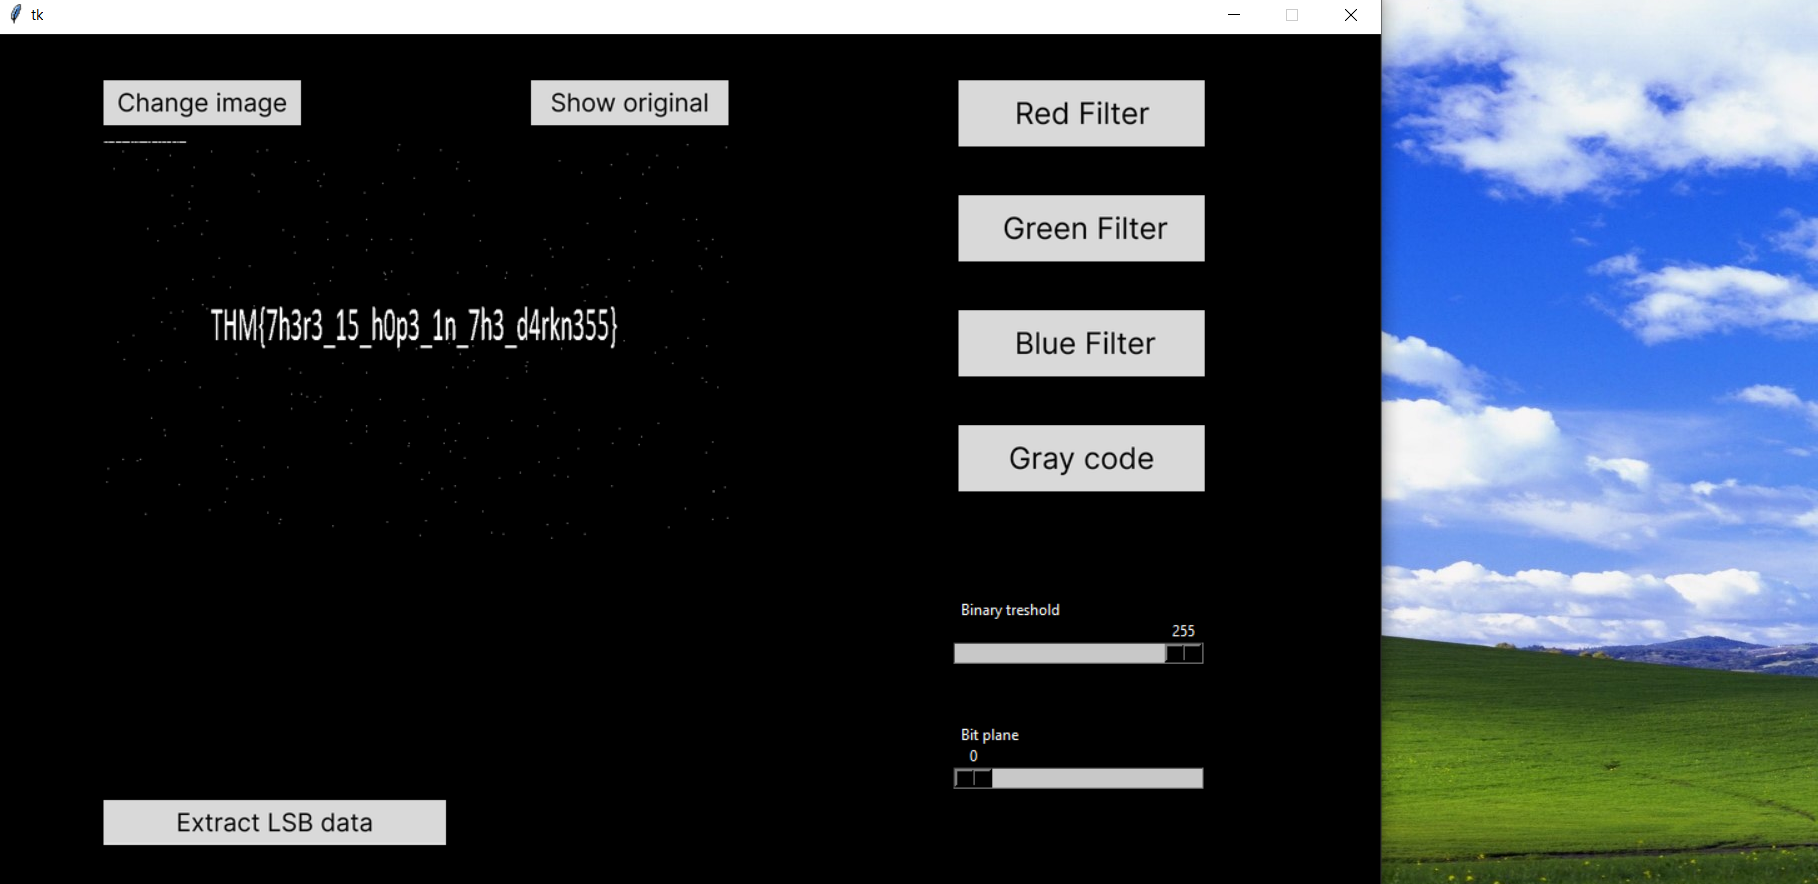 tk
Change image
Show original
Red Filter
Green Filter
THM{7h3r3_15_h0p3_1n_7h3_d4rkn355}
Blue Filter
Gray code
Binary treshold
255
Bit plane
0
Extract LSB data